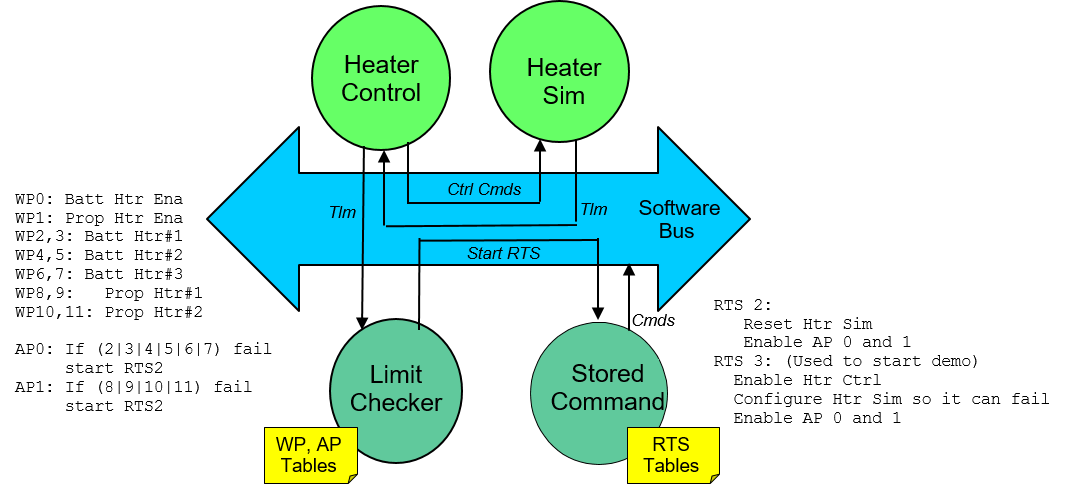 Heater
Control
Heater
Sim
Ctrl Cmds
Tlm
Tlm
Software
Bus
Start RTS
Cmds
WP0: Batt Htr Ena
WP1: Prop Htr Ena
WP2,3: Batt Htr#1
WP4,5: Batt Htr#2
WP6,7: Batt Htr#3
WP8,9:   Prop Htr#1
WP10,11: Prop Htr#2
AP0: If (2|3|4|5|6|7) fail
start RTS2
AP1: If (8|9|10|11) fail
start RTS2
Limit
Checker
WP, AP
Tables
Stored
Command
RTS
Tables
RTS 2:
Reset Htr Sim
Enable AP 0 and 1
RTS 3: (Used to start demo)
Enable Htr Ctrl
Configure Htr Sim so it can fail
Enable AP 0 and 1